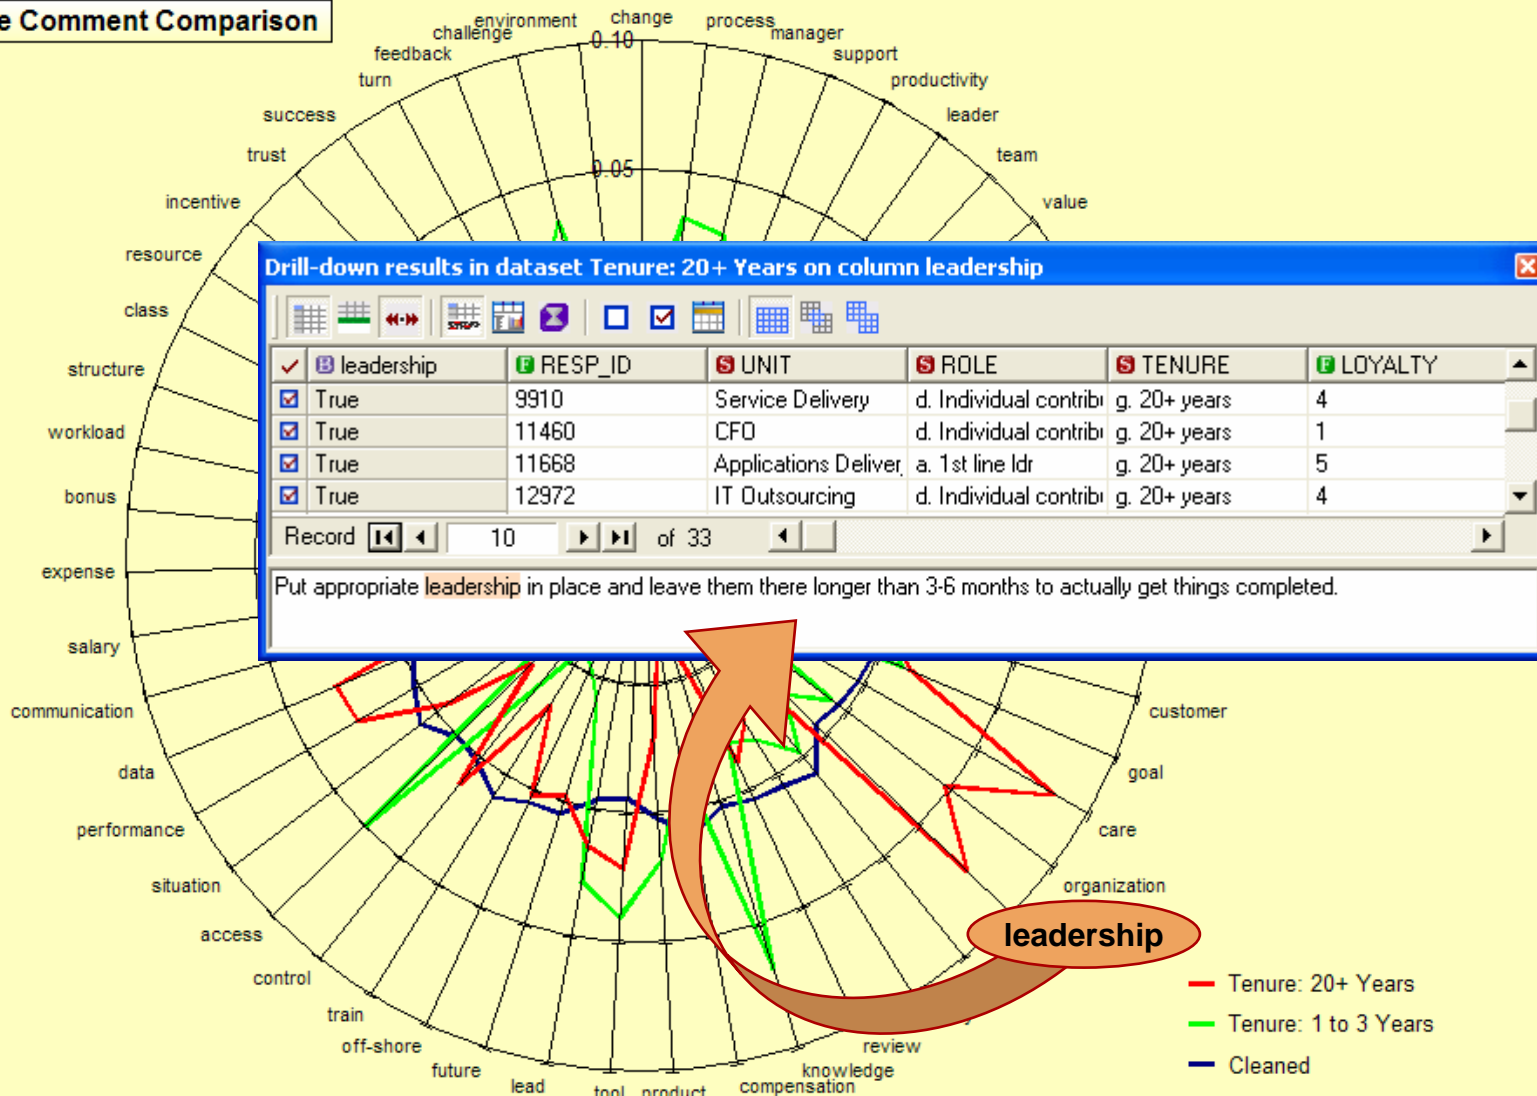 e Comment Comparison
environment
change
process
challenge
manager
0.10
feedback
support
turn
productivity
success
leader
trust
team
0.05
incentive
value
resource
Drill-down results in dataset Tenure: 20+ Years on column leadership
class
leadership RESP_ID UNIT ROLE TENURE LOYALTY
structure
True 9910 Service Delivery d. Individual contrib g. 20+ years 4
workload
True 11460 CFO d. Individual contrib g. 20+ years 1
True 11668 Applications Deliver a. 1st line ldr g. 20+ years 5
bonus
True 12972 IT Outsourcing d. Individual contrib g. 20+ years 4
Record 10 of 33
expense
Put appropriate leadership in place and leave them there longer than 3-6 months to actually get things completed.
salary
communication
customer
data
goal
performance
care
situation
organization
access
leadership
control
Tenure: 20+ Years
train
Tenure: 1 to 3 Years
off-shore
review
future
knowledge
Cleaned
lead
tool
product
compensation